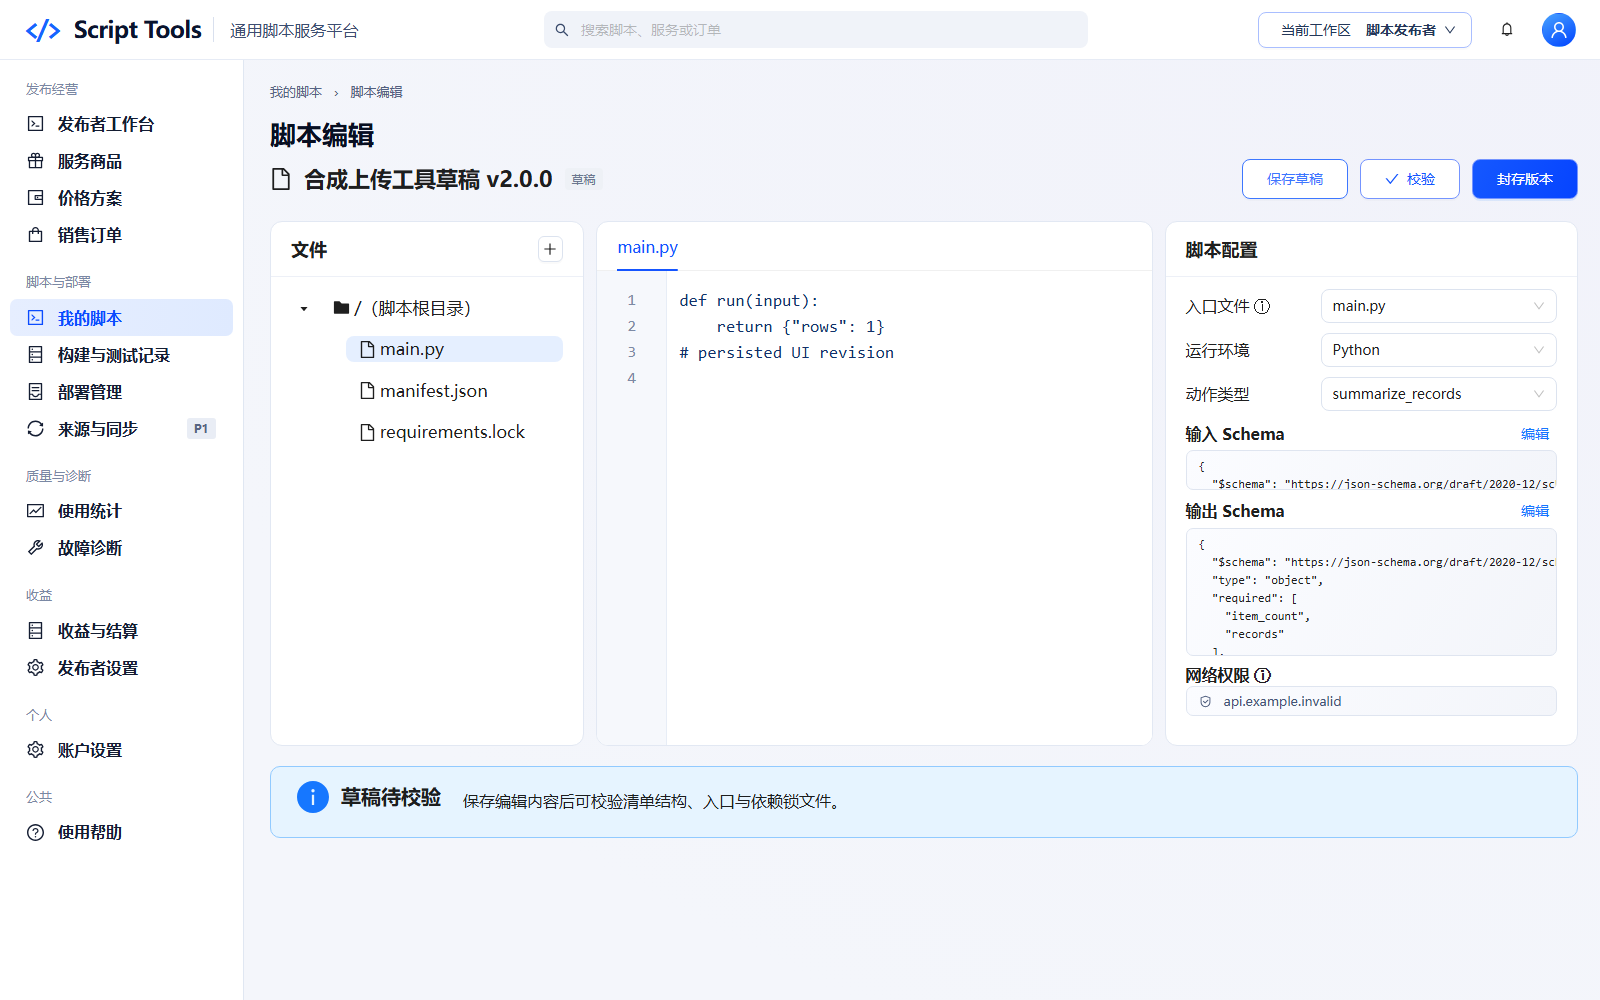 </> Script Tools
通用脚本服务平台
搜索脚本、服务或订单
当前工作区 脚本发布者
发布经营
发布者工作台
服务商品
价格方案
销售订单
脚本与部署
我的脚本
构建与测试记录
部署管理
来源与同步 P1
质量与诊断
使用统计
故障诊断
收益
收益与结算
发布者设置
个人
账户设置
公共
使用帮助
我的脚本 › 脚本编辑
脚本编辑
合成上传工具草稿 v2.0.0 草稿
保存草稿
校验
封存版本
文件
/（脚本根目录）
main.py
manifest.json
requirements.lock
main.py
1 def run(input):
2     return {"rows": 1}
3 # persisted UI revision
4
脚本配置
入口文件 main.py
运行环境 Python
动作类型 summarize_records
输入 Schema 编辑
{
  "$schema": "https://json-schema.org/draft/2020-12/sc
输出 Schema 编辑
{
  "$schema": "https://json-schema.org/draft/2020-12/sc
  "type": "object",
  "required": [
    "item_count",
    "records"
  ],
网络权限
api.example.invalid
草稿待校验 保存编辑内容后可校验清单结构、入口与依赖锁文件。